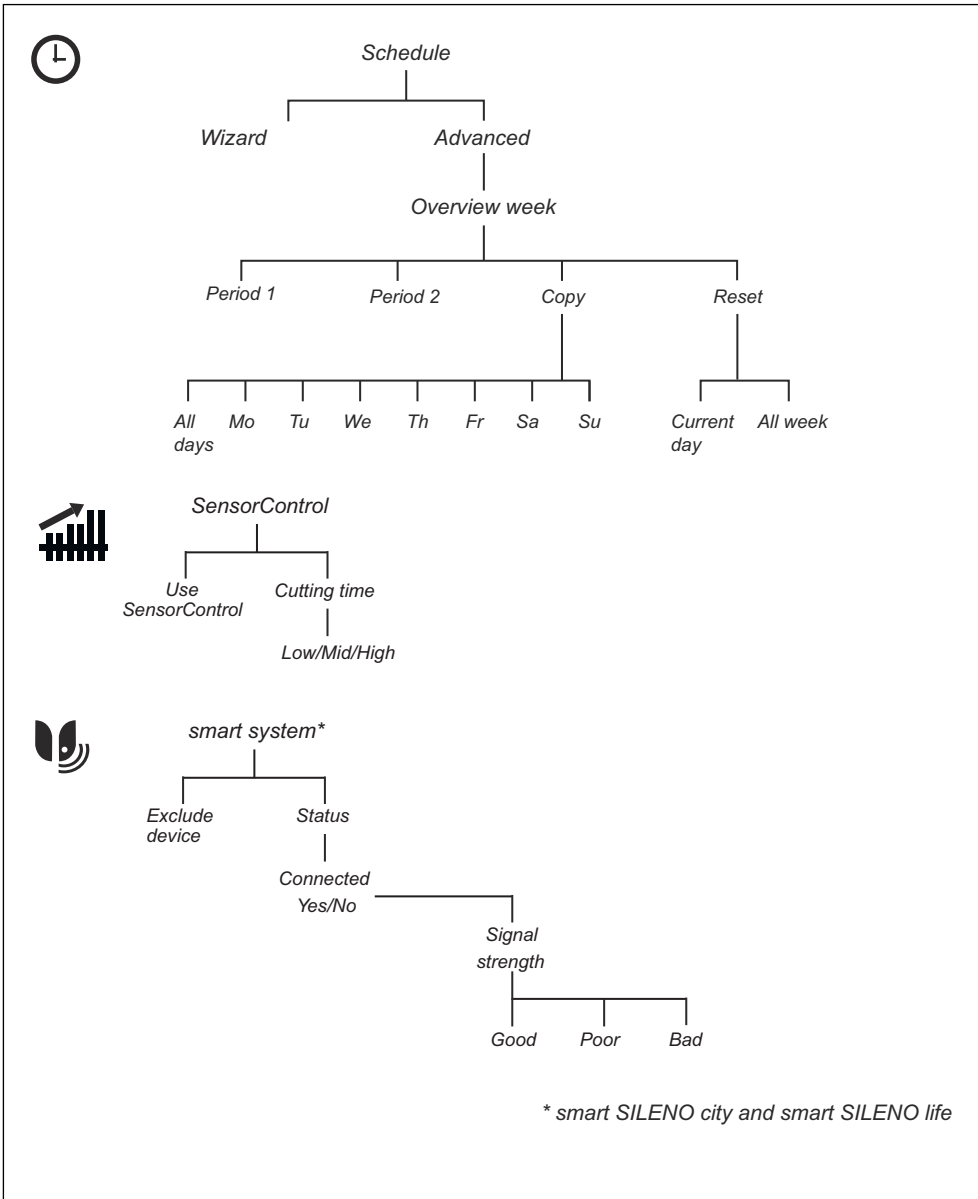 Schedule
Wizard
Advanced
Overview week
Period 1
Period 2
Copy
Reset
All
days
Mo
Tu
We
Th
Fr
Sa
Su
Current
day
All week
SensorControl
Use
SensorControl
Cutting time
Low/Mid/High
smart system*
Exclude
device
Status
Connected
Yes/No
Signal
strength
Good
Poor
Bad
* smart SILENO city and smart SILENO life